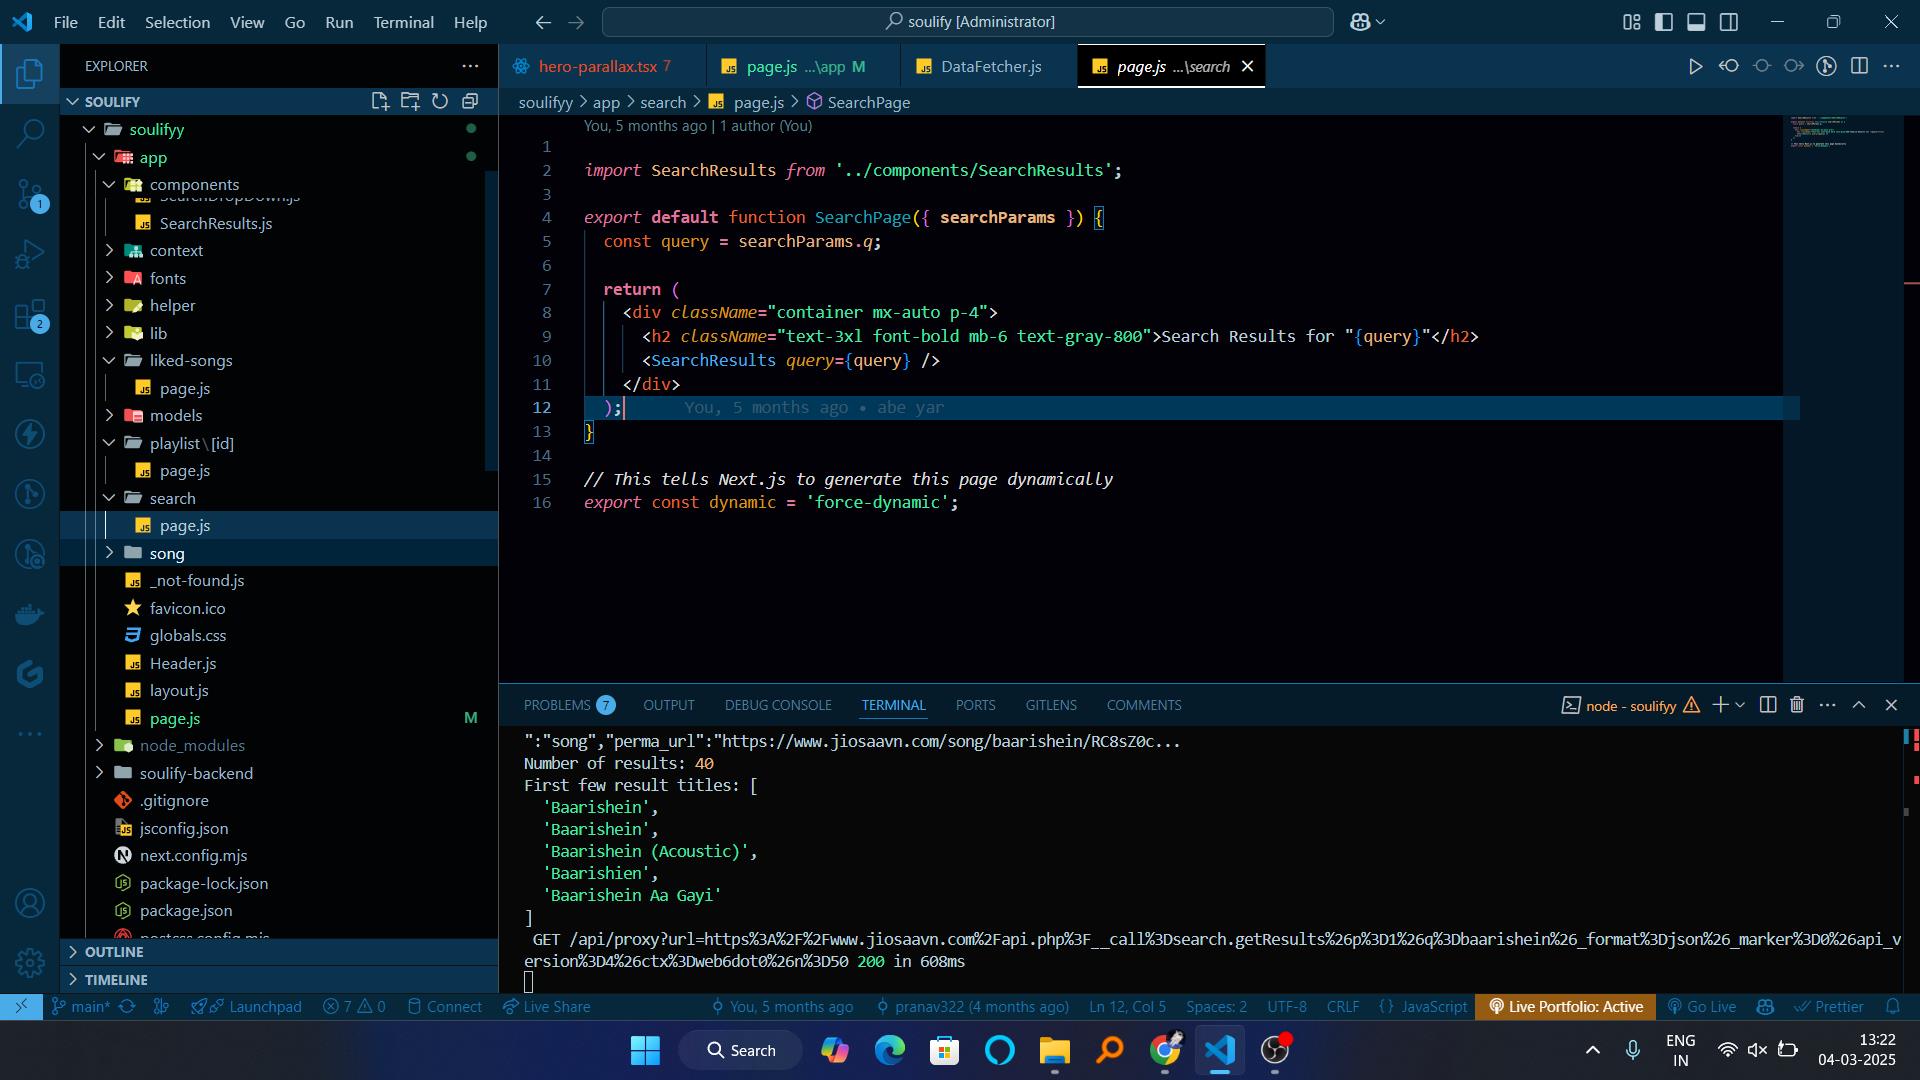 File Edit Selection View Go Run Terminal Help
soulify [Administrator]
EXPLORER
SOULIFY
soulifyy
app
components
SearchDropDown.js
SearchResults.js
context
fonts
helper
lib
liked-songs
page.js
models
playlist\[id]
page.js
search
page.js
song
_not-found.js
favicon.ico
globals.css
Header.js
layout.js
page.js M
node_modules
soulify-backend
.gitignore
jsconfig.json
next.config.mjs
package-lock.json
package.json
postcss.config.mjs
OUTLINE
TIMELINE
1
2
hero-parallax.tsx 7
page.js ...\app M
DataFetcher.js
page.js ...\search
soulifyy > app > search > page.js > SearchPage
You, 5 months ago | 1 author (You)
1
2 import SearchResults from '../components/SearchResults';
3
4 export default function SearchPage({ searchParams }) {
5 const query = searchParams.q;
6
7 return (
8 <div className="container mx-auto p-4">
9 <h2 className="text-3xl font-bold mb-6 text-gray-800">Search Results for "{query}"</h2>
10 <SearchResults query={query} />
11 </div>
12 ); You, 5 months ago • abe yar
13 }
14
15 // This tells Next.js to generate this page dynamically
16 export const dynamic = 'force-dynamic';
PROBLEMS 7 OUTPUT DEBUG CONSOLE TERMINAL PORTS GITLENS COMMENTS
node - soulifyy
":"song","perma_url":"https://www.jiosaavn.com/song/baarishein/RC8sZ0c...
Number of results: 40
First few result titles: [
'Baarishein',
'Baarishein',
'Baarishein (Acoustic)',
'Baarishien',
'Baarishein Aa Gayi'
]
GET /api/proxy?url=https%3A%2F%2Fwww.jiosaavn.com%2Fapi.php%3F__call%3Dsearch.getResults%26p%3D1%26q%3Dbaarishein%26_format%3Djson%26_marker%3D0%26api_v
ersion%3D4%26ctx%3Dweb6dot0%26n%3D50 200 in 608ms
main* Launchpad 7 0 Connect Live Share You, 5 months ago pranav322 (4 months ago) Ln 12, Col 5 Spaces: 2 UTF-8 CRLF {} JavaScript Live Portfolio: Active Go Live Prettier
Search
ENG
IN
13:22
04-03-2025